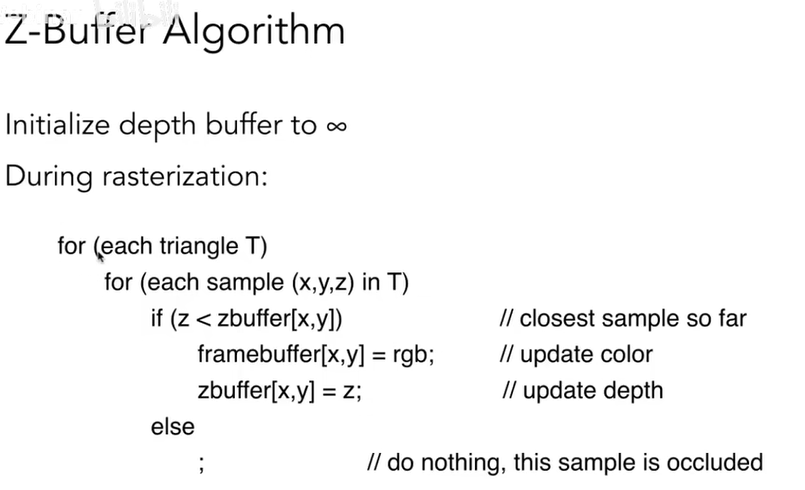 Z-Buffer Algorithm
Initialize depth buffer to ∞
During rasterization:
for (each triangle T)
for (each sample (x,y,z) in T)
if (z < zbuffer[x,y]) // closest sample so far
framebuffer[x,y] = rgb; // update color
zbuffer[x,y] = z; // update depth
else
; // do nothing, this sample is occluded